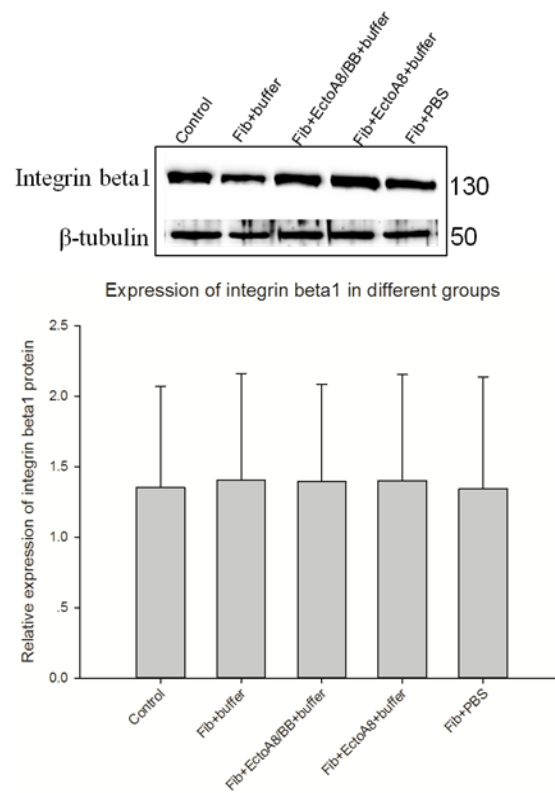 Control
Fib+buffer
Fib+EctoA8/BB+buffer
Fib+EctoA8+buffer
Fib+PBS
Integrin beta1
130
β-tubulin
50
Expression of integrin beta1 in different groups
Relative expression of integrin beta1 protein
2.5
2.0
1.5
1.0
.5
0.0
Control
Fib+buffer
Fib+EctoA8/BB+buffer
Fib+EctoA8+buffer
Fib+PBS